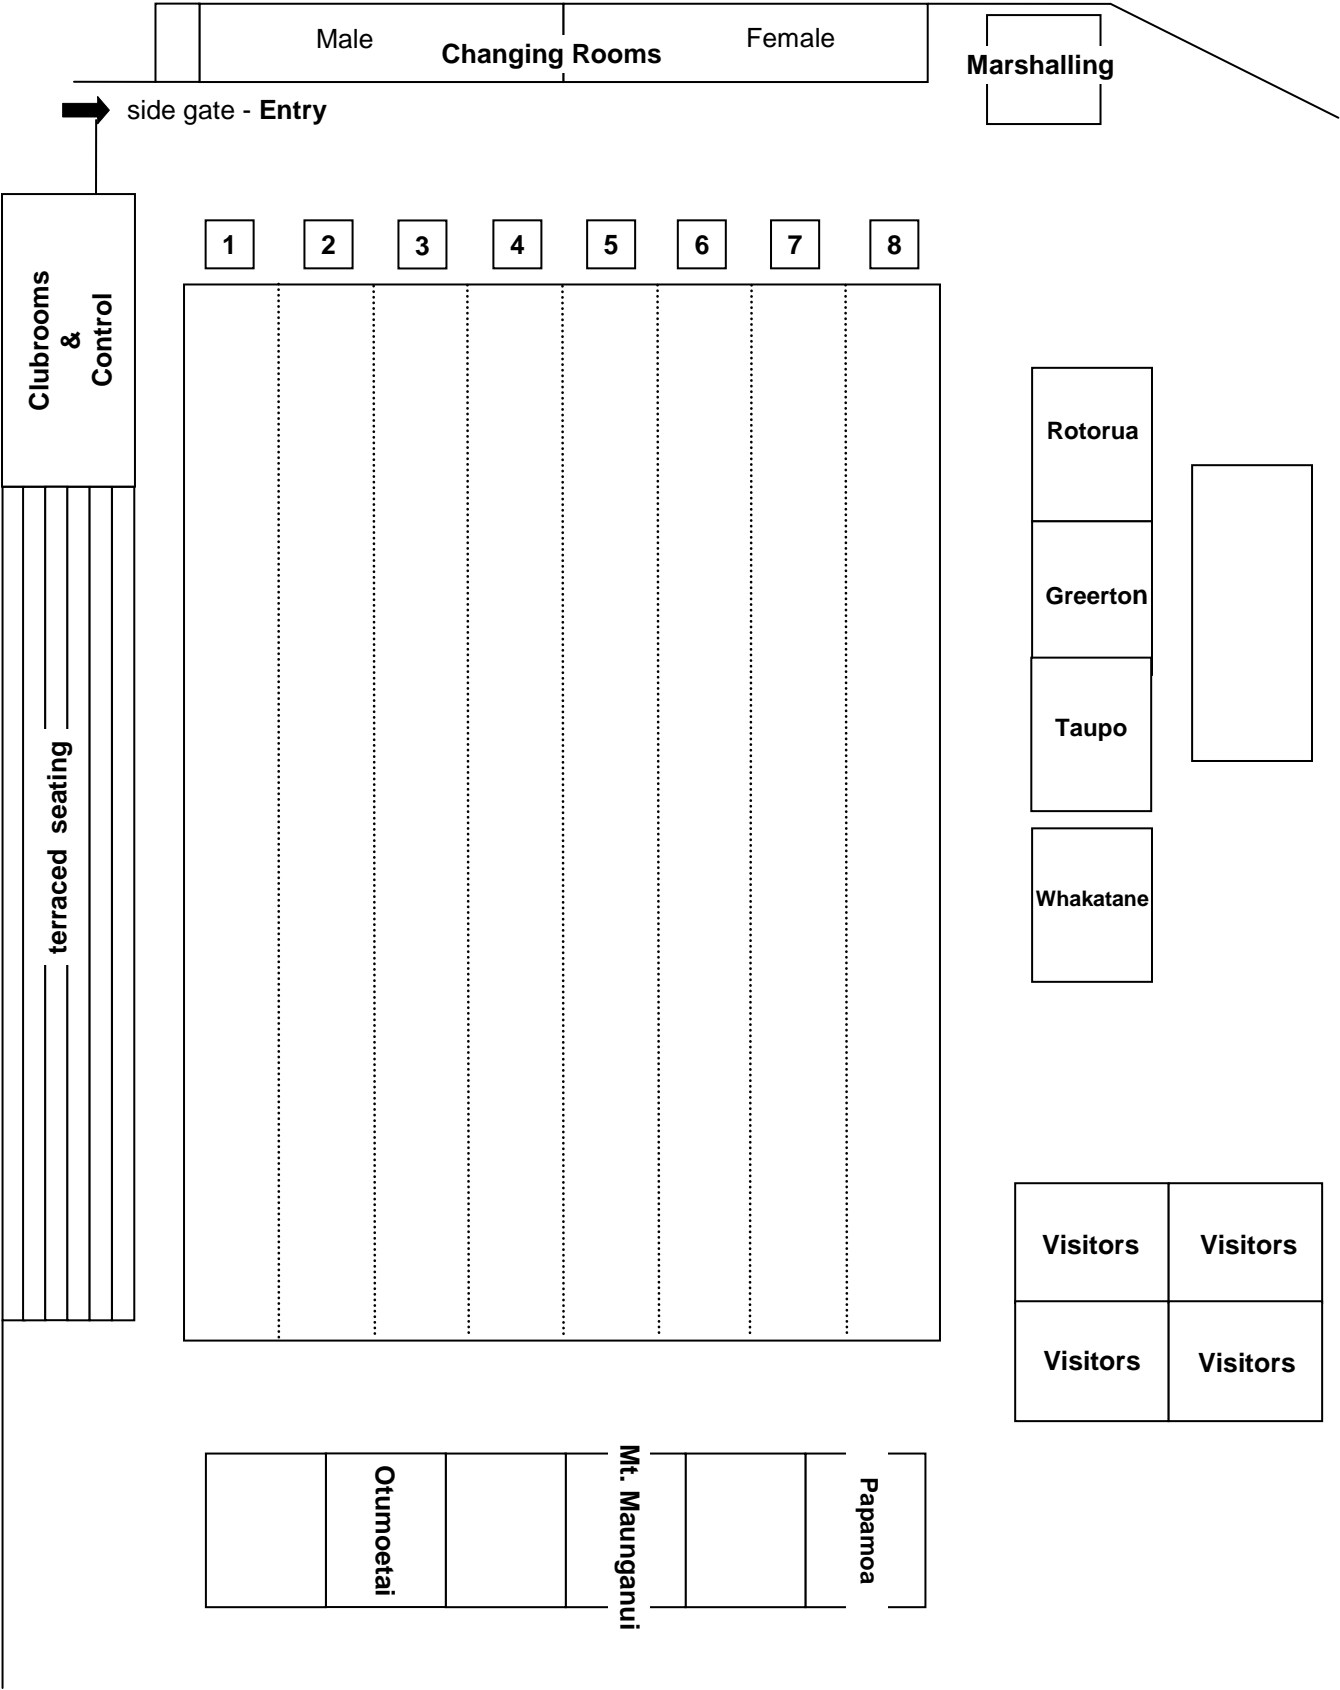 Male
Female
Changing Rooms
Marshalling
side gate - Entry
1 2 3 4 5 6 7 8
Clubrooms
&
Control
Rotorua
Greerton
Taupo
terraced seating
Whakatane
Visitors Visitors
Visitors Visitors
Otumoetai
Mt. Maunganui
Papamoa